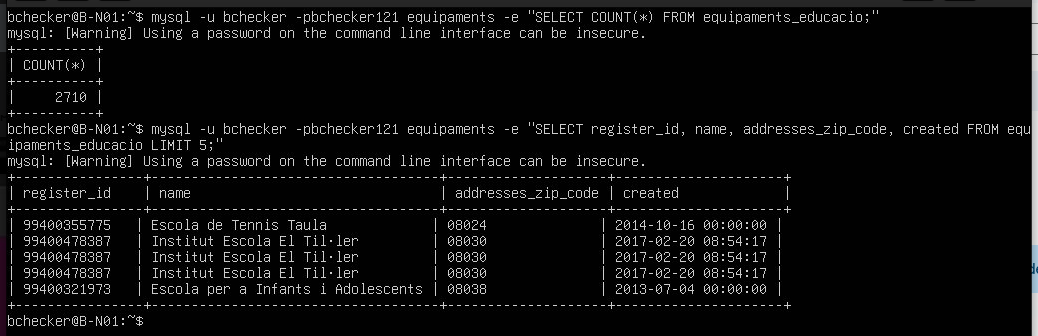 bchecker@B-N01:~$ mysql -u bchecker -pbchecker121 equipaments -e "SELECT COUNT(*) FROM equipaments_educacio;"
mysql: [Warning] Using a password on the command line interface can be insecure.
+----------+
| COUNT(*) |
+----------+
|     2710 |
+----------+
bchecker@B-N01:~$ mysql -u bchecker -pbchecker121 equipaments -e "SELECT register_id, name, addresses_zip_code, created FROM equ
ipaments_educacio LIMIT 5;"
mysql: [Warning] Using a password on the command line interface can be insecure.
+-------------+------------------------------------+--------------------+---------------------+
| register_id | name                               | addresses_zip_code | created             |
+-------------+------------------------------------+--------------------+---------------------+
| 99400355775 | Escola de Tennis Taula             | 08024              | 2014-10-16 00:00:00 |
| 99400478387 | Institut Escola El Til·ler         | 08030              | 2017-02-20 08:54:17 |
| 99400478387 | Institut Escola El Til·ler         | 08030              | 2017-02-20 08:54:17 |
| 99400478387 | Institut Escola El Til·ler         | 08030              | 2017-02-20 08:54:17 |
| 99400321973 | Escola per a Infants i Adolescents | 08038              | 2013-07-04 00:00:00 |
+-------------+------------------------------------+--------------------+---------------------+
bchecker@B-N01:~$